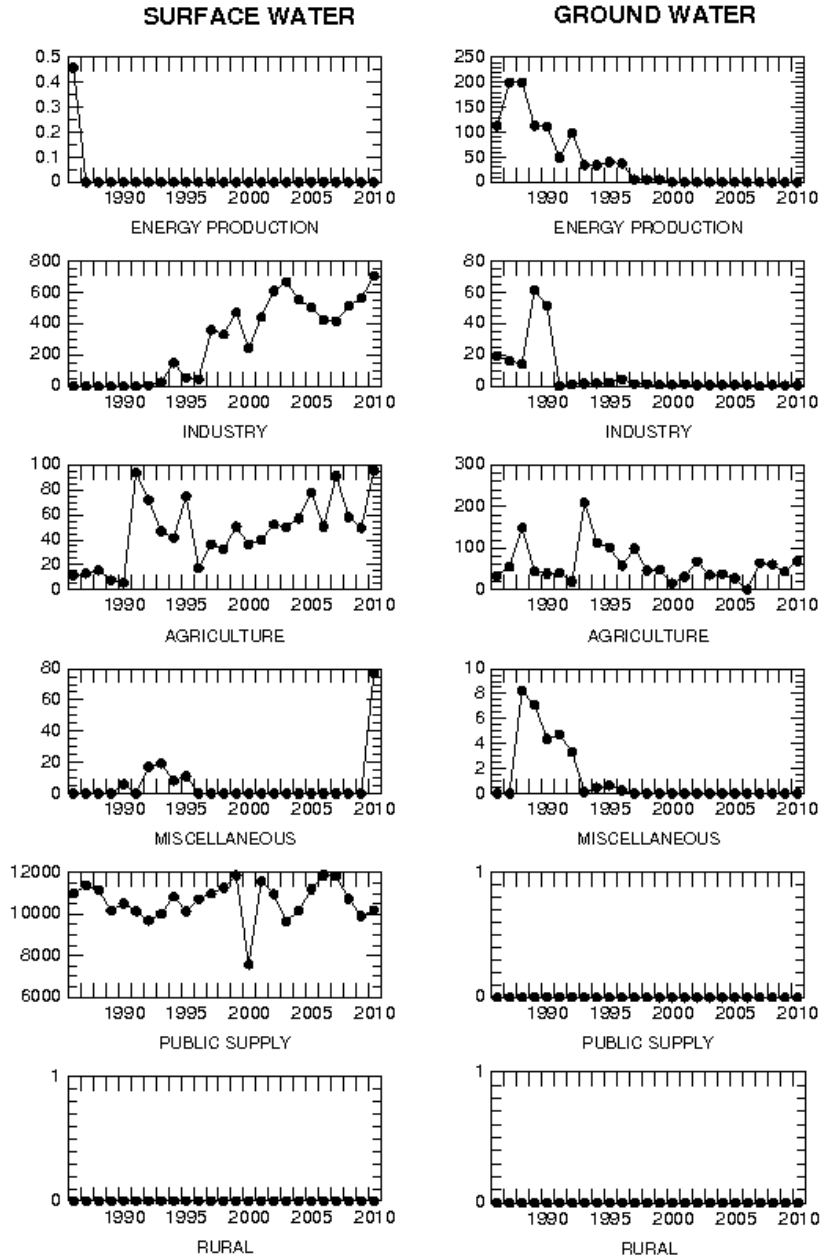 SURFACE WATER
GROUND WATER
0.5
0.4
0.3
0.2
0.1
0
1990 1995 2000 2005 2010
ENERGY PRODUCTION
250
200
150
100
50
0
1990 1995 2000 2005 2010
ENERGY PRODUCTION
800
600
400
200
0
1990 1995 2000 2005 2010
INDUSTRY
80
60
40
20
0
1990 1995 2000 2005 2010
INDUSTRY
100
80
60
40
20
0
1990 1995 2000 2005 2010
AGRICULTURE
300
200
100
0
1990 1995 2000 2005 2010
AGRICULTURE
80
60
40
20
0
1990 1995 2000 2005 2010
MISCELLANEOUS
10
8
6
4
2
0
1990 1995 2000 2005 2010
MISCELLANEOUS
12000
10000
8000
6000
1990 1995 2000 2005 2010
PUBLIC SUPPLY
1
0
1990 1995 2000 2005 2010
PUBLIC SUPPLY
1
0
1990 1995 2000 2005 2010
RURAL
1
0
1990 1995 2000 2005 2010
RURAL